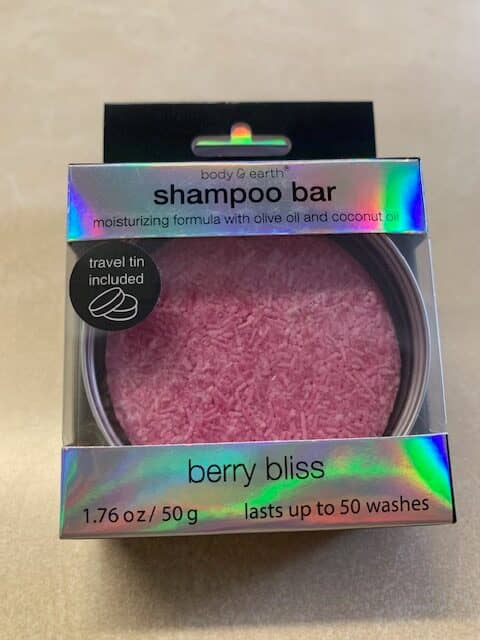 body & earth®
shampoo bar
moisturizing formula with olive oil and coconut oil
travel tin
included
berry bliss
1.76 oz / 50 g lasts up to 50 washes